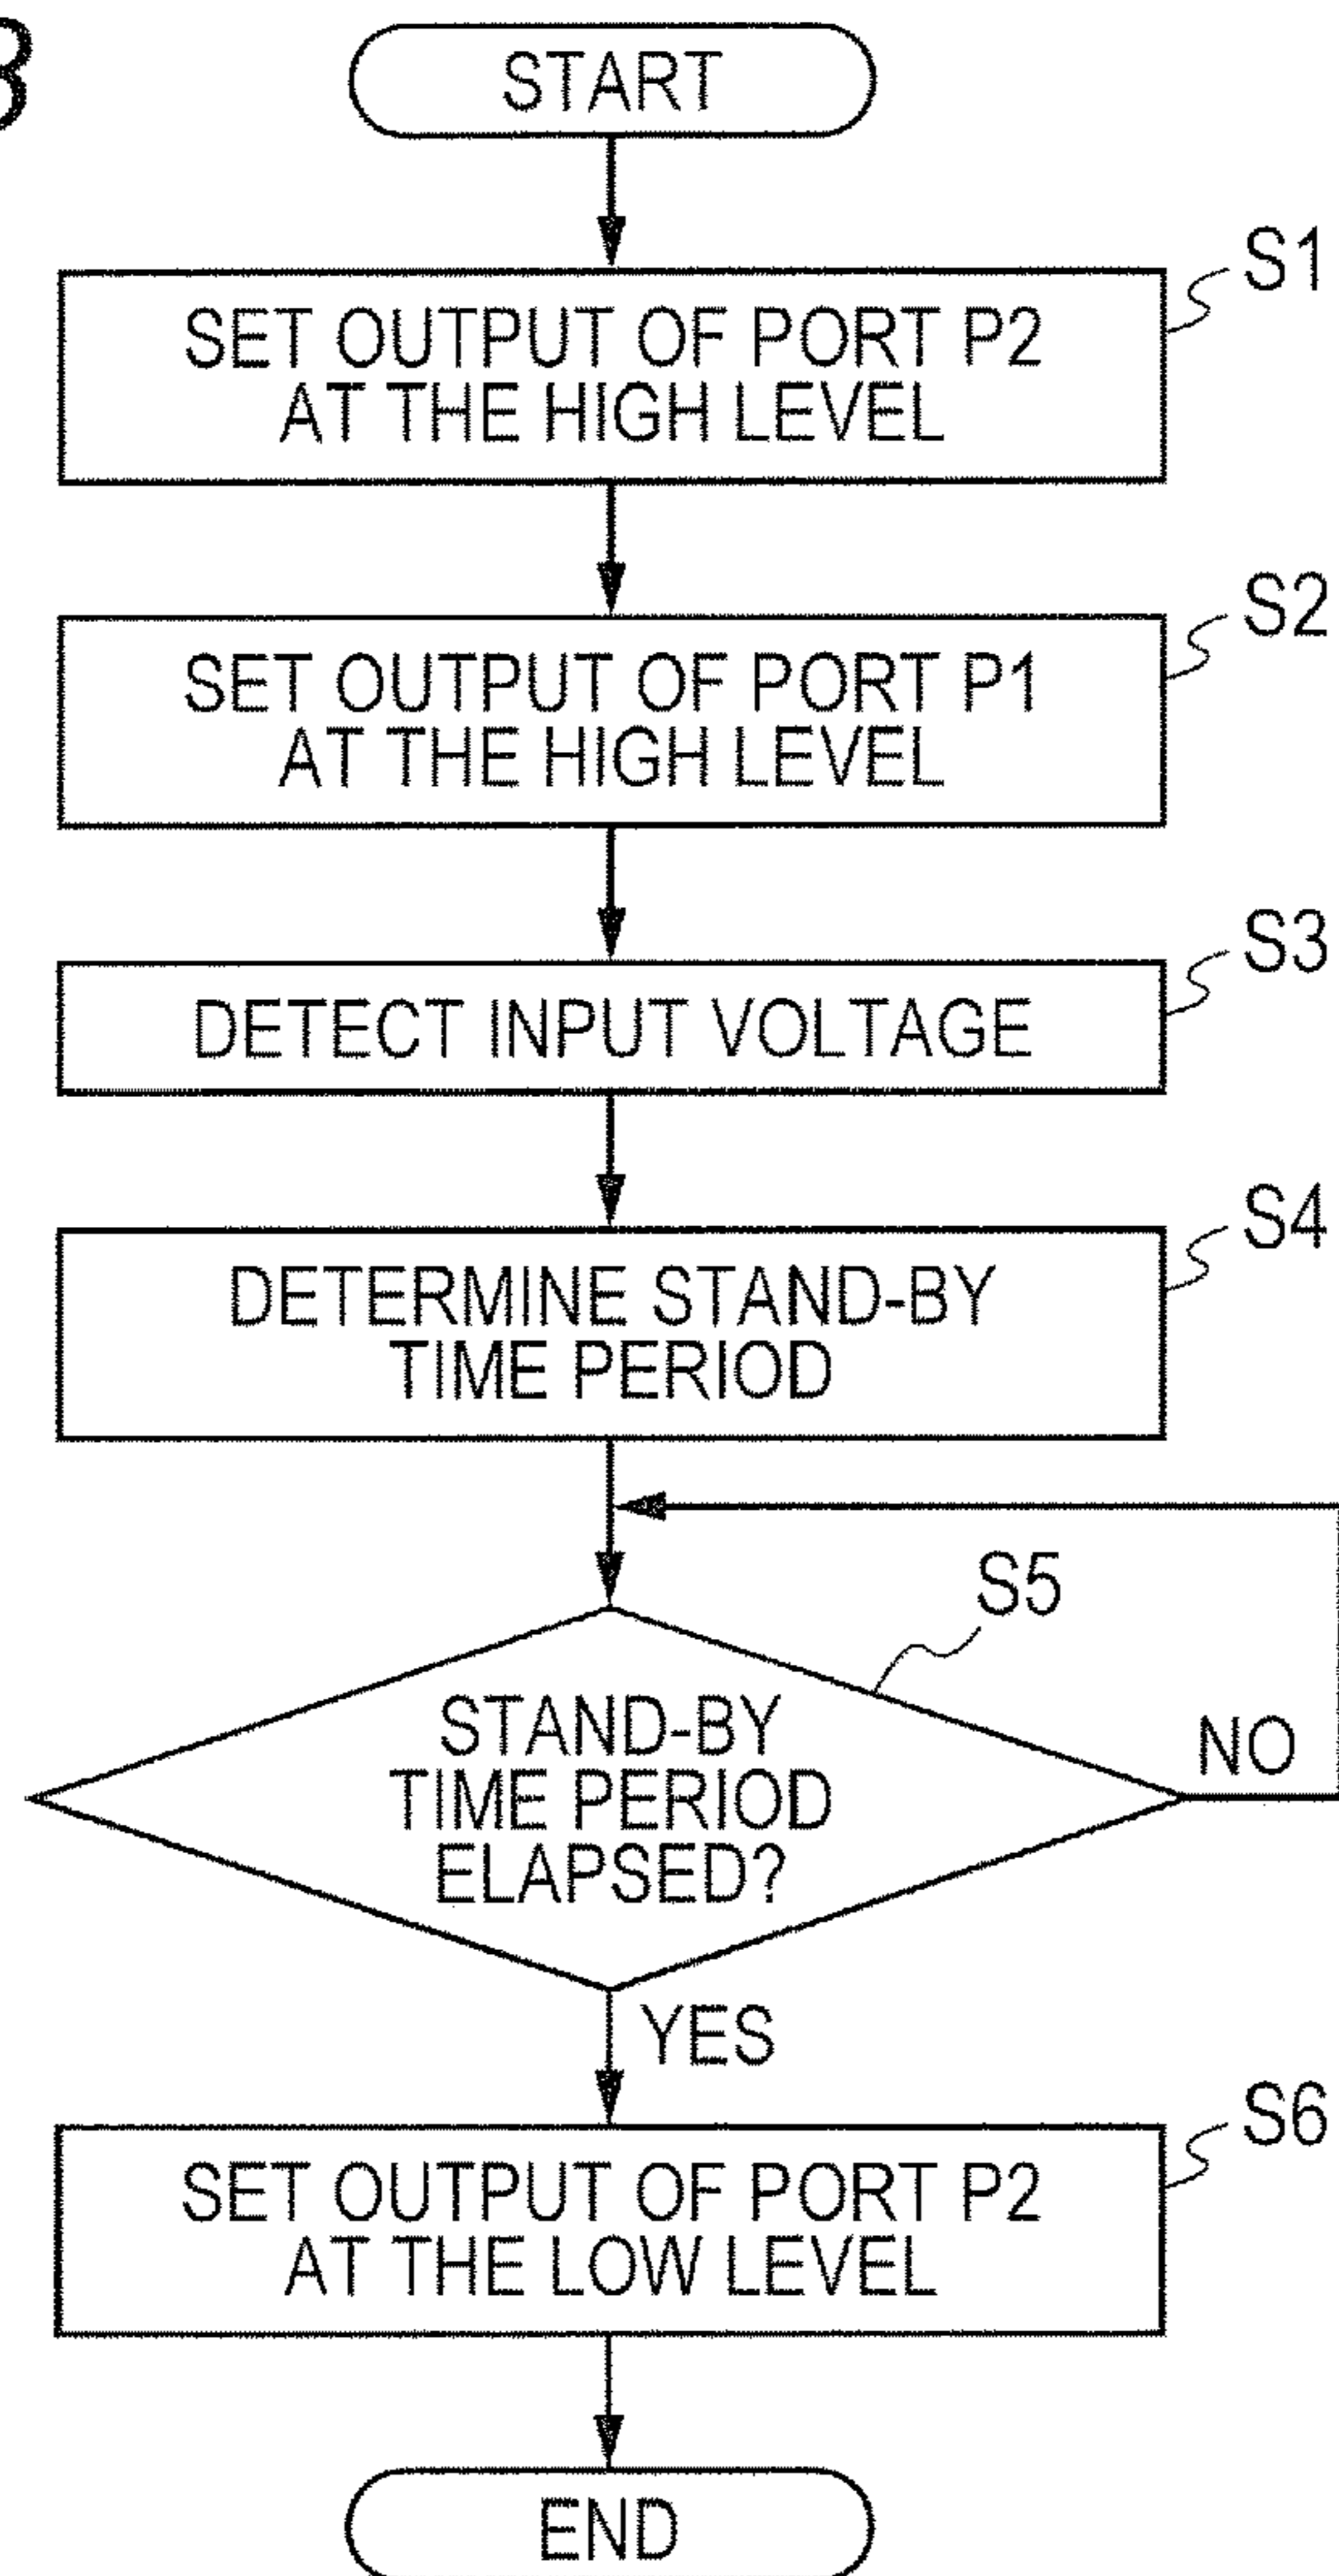 3
START
S1
SET OUTPUT OF PORT P2
AT THE HIGH LEVEL
S2
SET OUTPUT OF PORT P1
AT THE HIGH LEVEL
S3
DETECT INPUT VOLTAGE
S4
DETERMINE STAND-BY
TIME PERIOD
S5
STAND-BY
TIME PERIOD
ELAPSED?
NO
YES
S6
SET OUTPUT OF PORT P2
AT THE LOW LEVEL
END